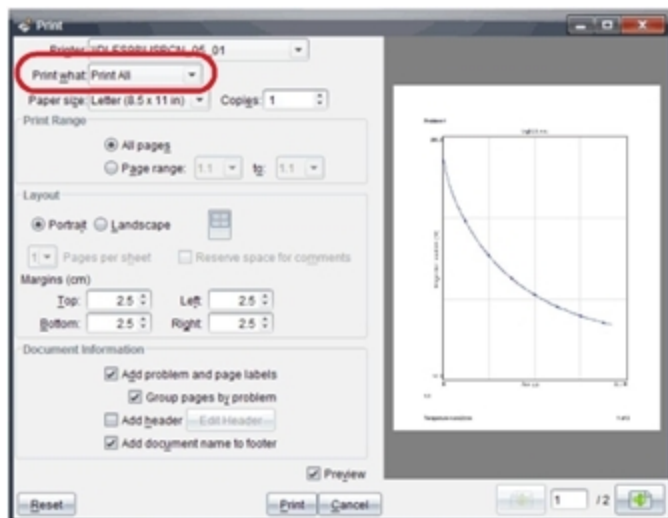 Print
Printer:
Print what: Print All
Paper size: Letter (8.5 x 11 in) Copies: 1
Print Range
All pages
Page range: 1.1 to: 1.1
Layout
Portrait Landscape
1 Pages per sheet Reserve space for comments
Margins (cm)
Top: 2.5 Left: 2.5
Bottom: 2.5 Right: 2.5
Document Information
Add problem and page labels
Group pages by problem
Add header Edit Header
Add document name to footer
Preview
Reset Print Cancel
1 / 2